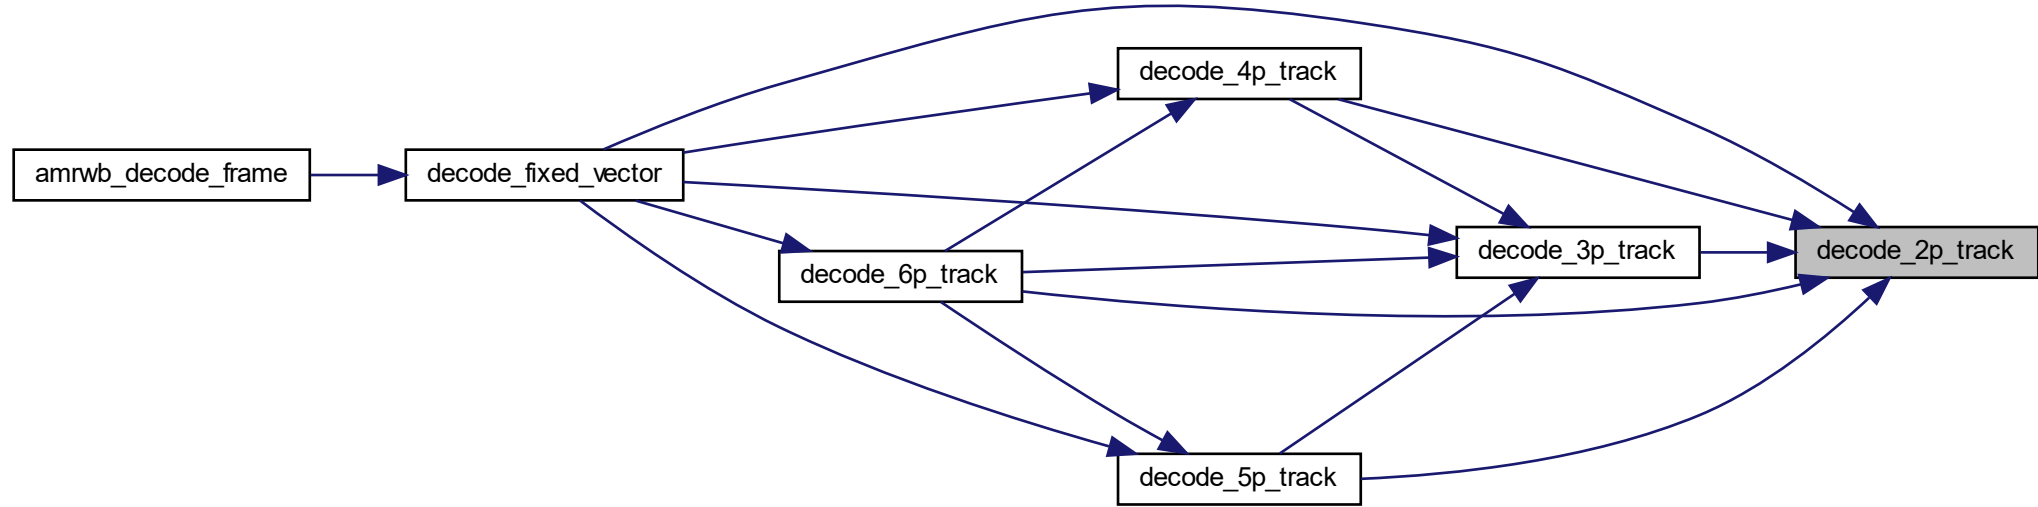 decode_4p_track
amrwb_decode_frame
decode_fixed_vector
decode_3p_track
decode_2p_track
decode_6p_track
decode_5p_track